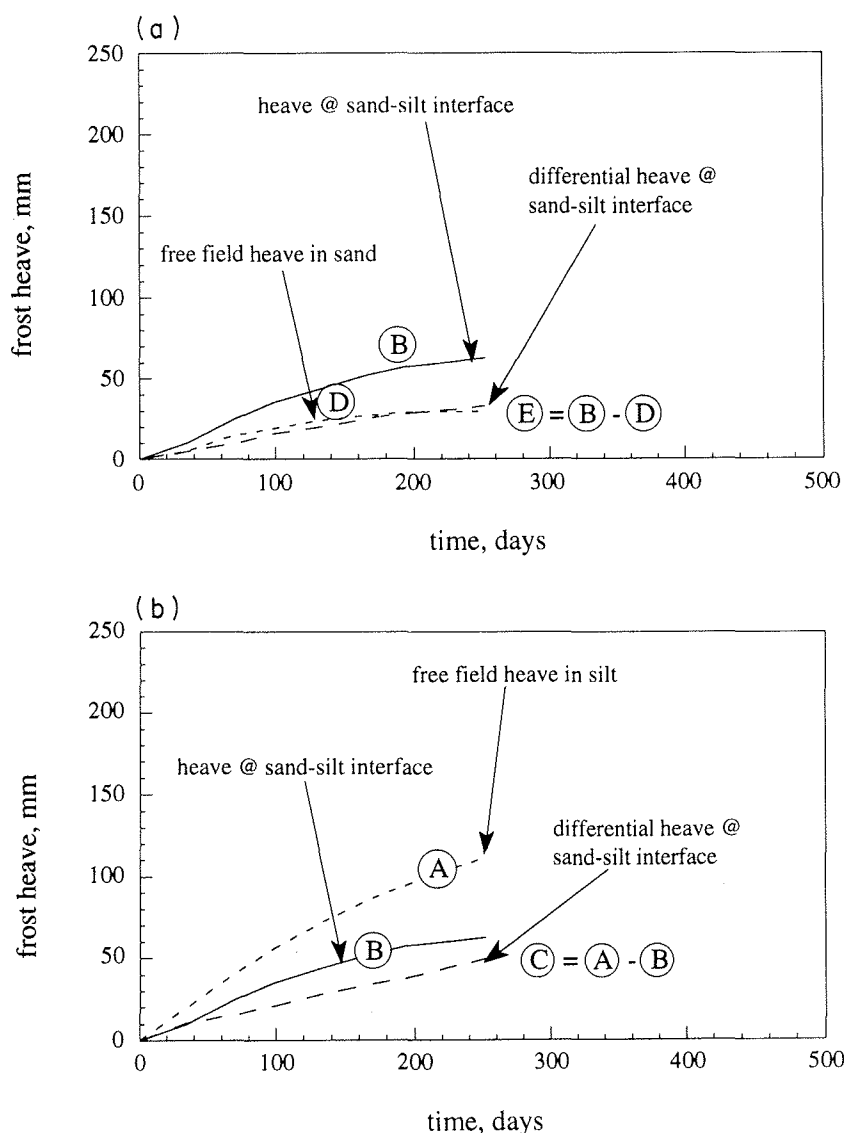 (a)
250
200
150
100
50
0
frost heave, mm
heave @ sand-silt interface
differential heave @
sand-silt interface
free field heave in sand
B
D
E = B - D
0 100 200 300 400 500
time, days
(b)
250
200
150
100
50
0
frost heave, mm
free field heave in silt
heave @ sand-silt interface
differential heave @
sand-silt interface
A
B
C = A - B
0 100 200 300 400 500
time, days